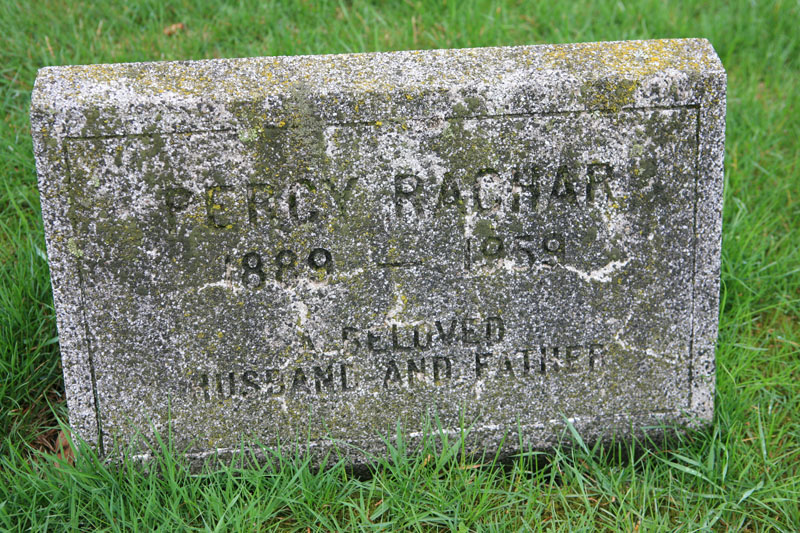 PERCY RACHAR
1889 — 1959
A BELOVED
HUSBAND AND FATHER